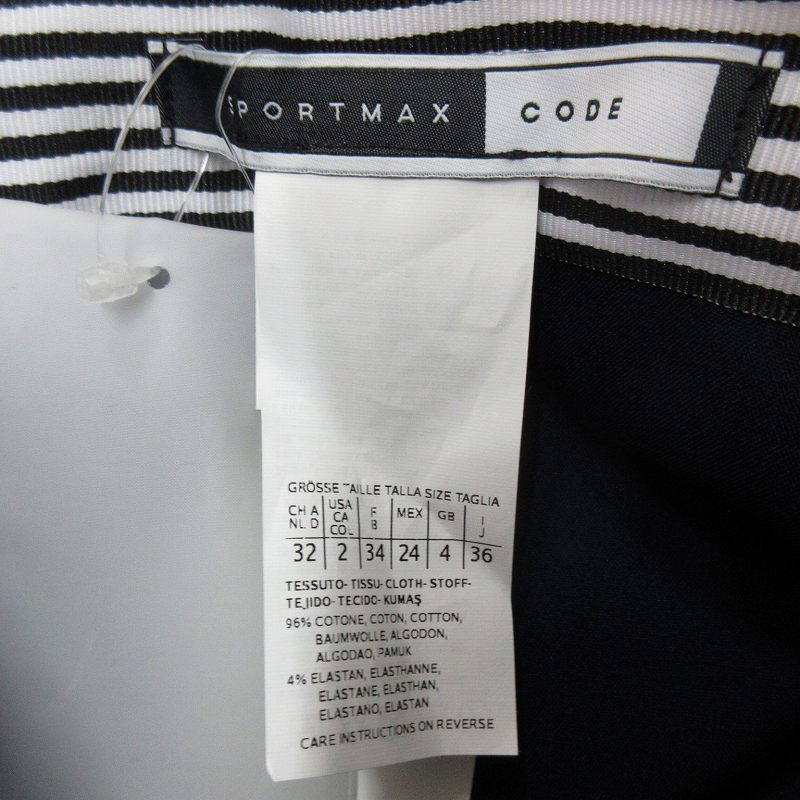 SPORTMAX CODE
GRÖSSE TAILLE TALLA SIZE TAGLIA
CH A USA F MEX GB I
NL D CA B J
COL
32 2 34 24 4 36
TESSUTO-TISSU-CLOTH-STOFF-
TEJIDO-TECIDO-KUMAŞ
96% COTONE, COTON, COTTON,
BAUMWOLLE, ALGODON,
ALGODAO, PAMUK
4% ELASTAN, ELASTHANNE,
ELASTANE, ELASTHAN,
ELASTANO, ELASTAN
CARE INSTRUCTIONS ON REVERSE